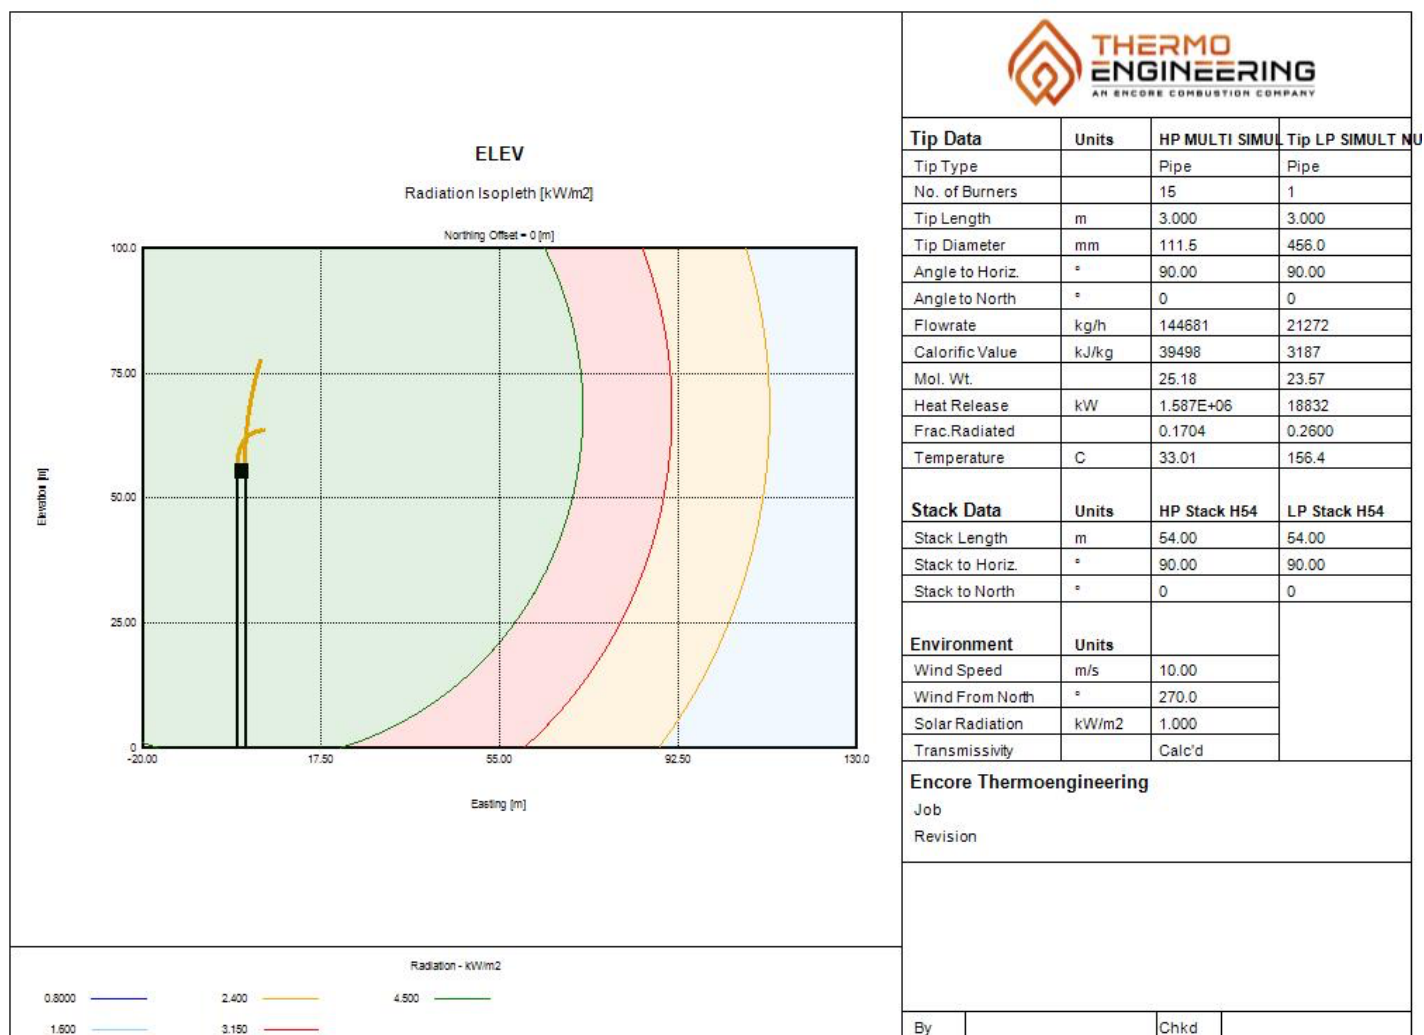 ELEV
Radiation Isopleth [kW/m2]
Northing Offset = 0 [m]
100.0
75.00
50.00
25.00
0
Elevation [m]
-20.00 17.50 55.00 92.50 130.0
Easting [m]
Radiation - kW/m2
0.8000 2.400 4.500
1.600 3.150
THERMO
ENGINEERING
AN ENCORE COMBUSTION COMPANY
Tip Data Units HP MULTI SIMUL Tip LP SIMULT NU
Tip Type Pipe Pipe
No. of Burners 15 1
Tip Length m 3.000 3.000
Tip Diameter mm 111.5 456.0
Angle to Horiz. ° 90.00 90.00
Angle to North ° 0 0
Flowrate kg/h 144681 21272
Calorific Value kJ/kg 39498 3187
Mol. Wt. 25.18 23.57
Heat Release kW 1.587E+06 18832
Frac.Radiated 0.1704 0.2600
Temperature C 33.01 156.4
Stack Data Units HP Stack H54 LP Stack H54
Stack Length m 54.00 54.00
Stack to Horiz. ° 90.00 90.00
Stack to North ° 0 0
Environment Units
Wind Speed m/s 10.00
Wind From North ° 270.0
Solar Radiation kW/m2 1.000
Transmissivity Calc'd
Encore Thermoengineering
Job
Revision
By Chkd